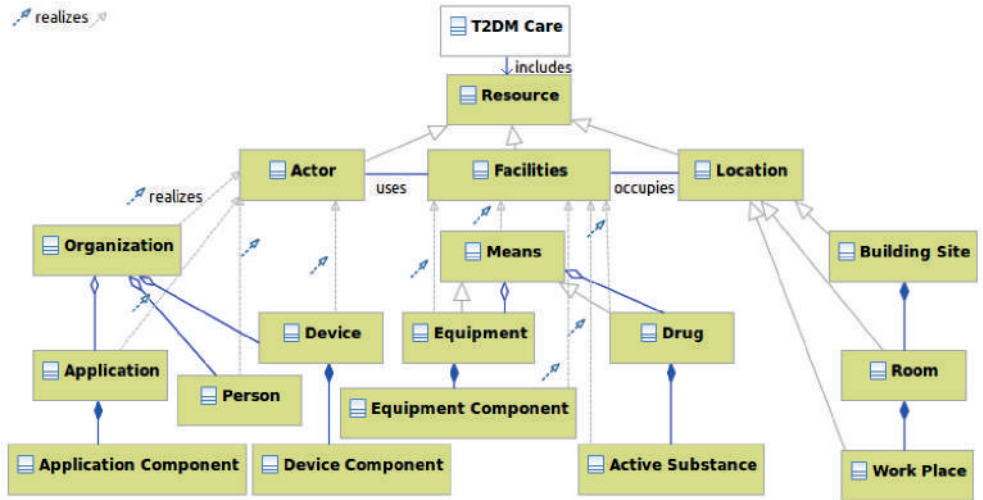 realizes
T2DM Care
includes
Resource
Actor
Facilities
Location
uses
occupies
realizes
Organization
Means
Building Site
Device
Equipment
Drug
Application
Room
Person
Equipment Component
Application Component
Device Component
Active Substance
Work Place